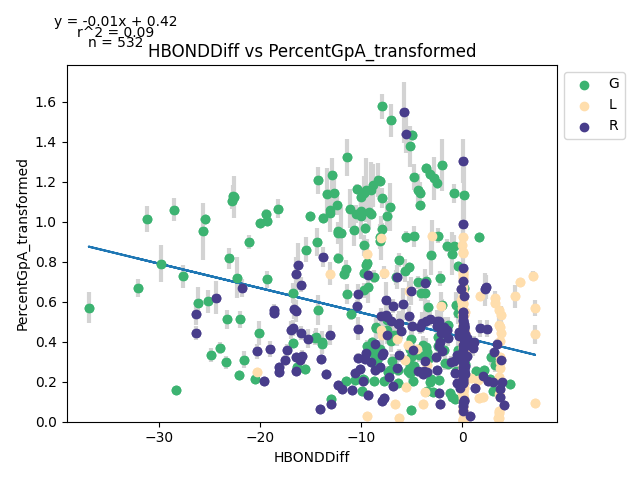 y = -0.01x + 0.42
r^2 = 0.09
n = 532
HBONDDiff vs PercentGpA_transformed
G
L
R
PercentGpA_transformed
1.6
1.4
1.2
1.0
0.8
0.6
0.4
0.2
0.0
−30
−20
−10
0
HBONDDiff